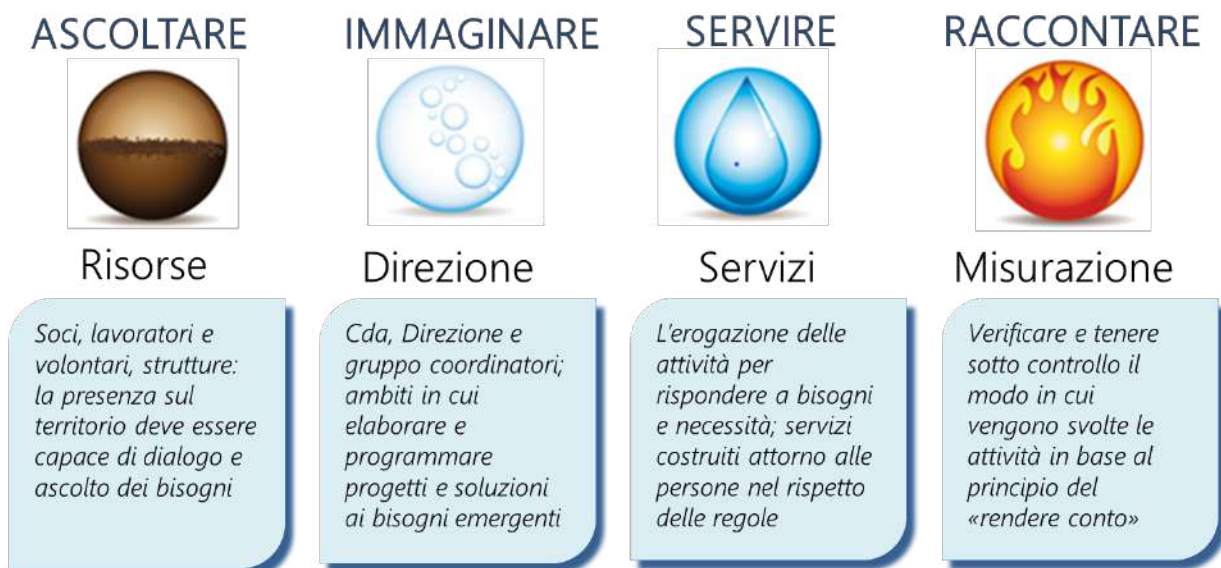 ASCOLTARE
IMMAGINARE
SERVIRE
RACCONTARE
Risorse
Direzione
Servizi
Misurazione
Soci, lavoratori e
volontari, strutture:
la presenza sul
territorio deve essere
capace di dialogo e
ascolto dei bisogni
Cda, Direzione e
gruppo coordinatori;
ambiti in cui
elaborare e
programmare
progetti e soluzioni
ai bisogni emergenti
L'erogazione delle
attività per
rispondere a bisogni
e necessità; servizi
costruiti attorno alle
persone nel rispetto
delle regole
Verificare e tenere
sotto controllo il
modo in cui
vengono svolte le
attività in base al
principio del
«rendere conto»